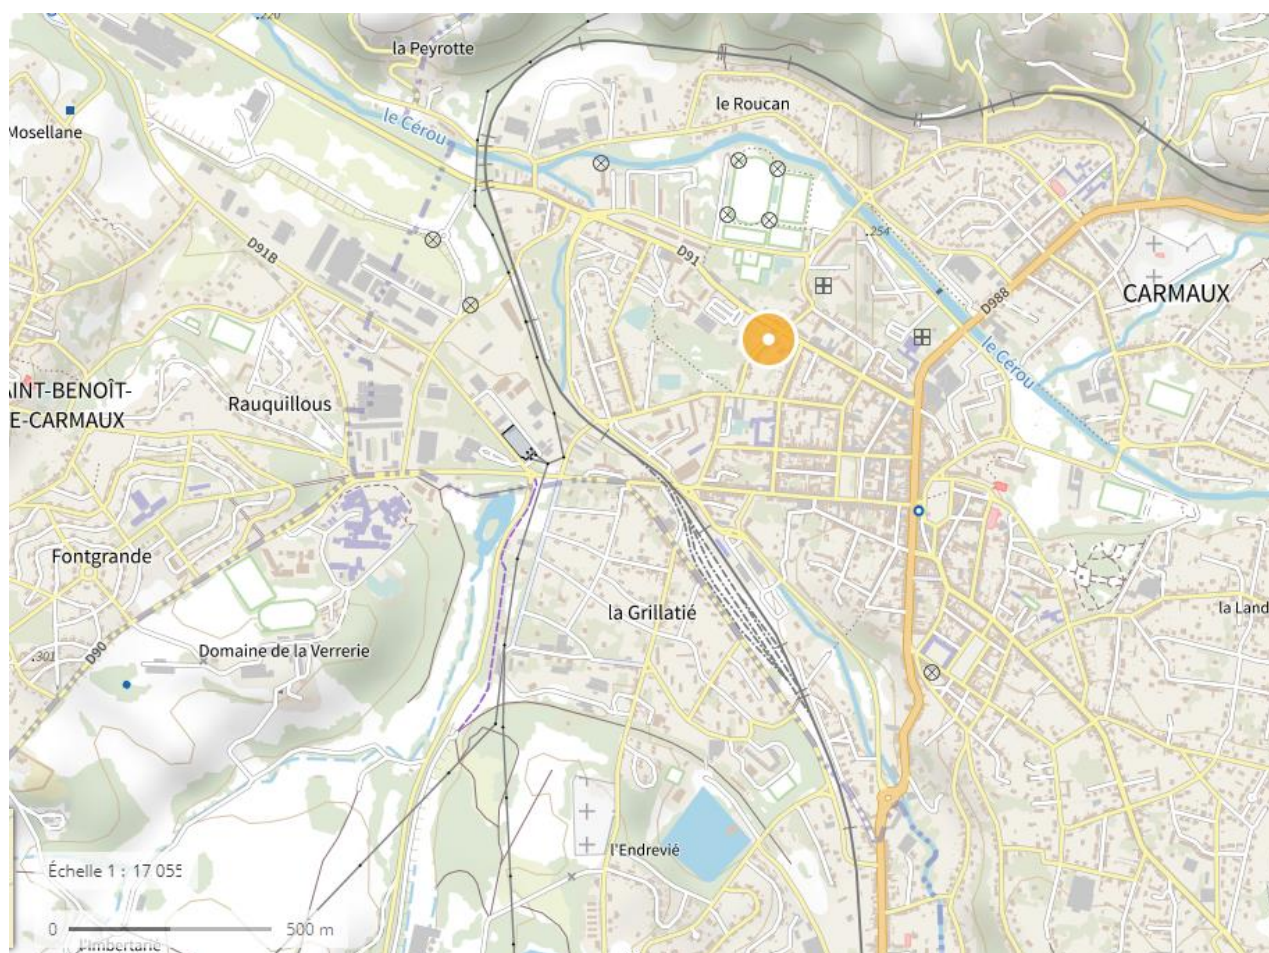 220
la Peyrotte
le Roucan
le Cérou
Mosellane
254
D91B
D91
CARMAUX
D988
le Cérou
AINT-BENOÎT-
E-CARMAUX
Rauquillous
Fontgrande
la Grillatié
la Land
301
D90
Domaine de la Verrerie
l'Endrevié
Échelle 1 : 17 055
0 500 m
l'Imbertarié